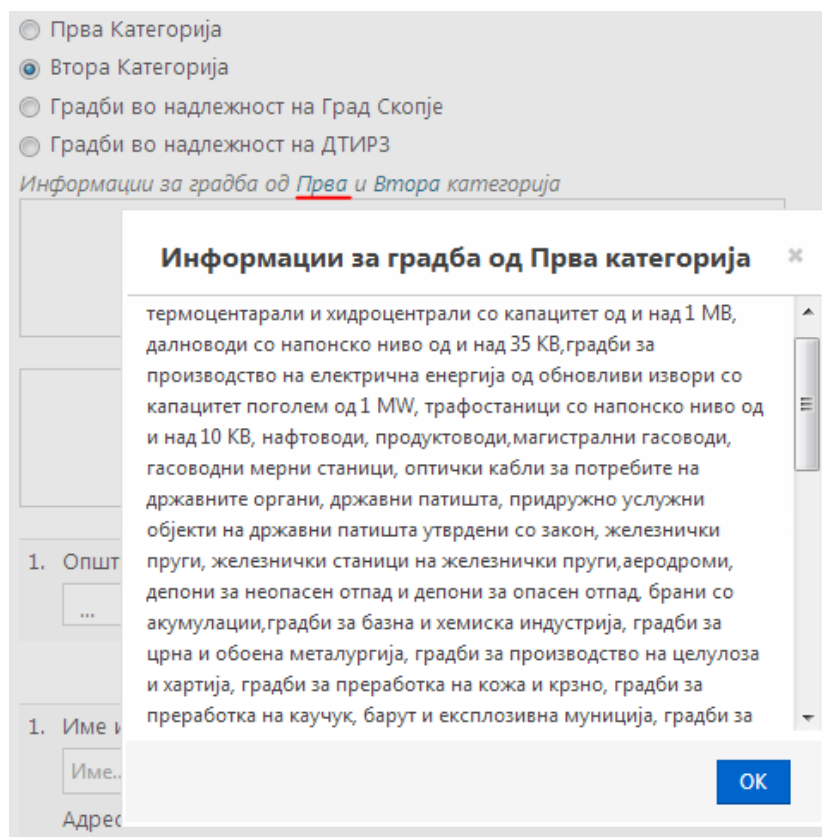 Прва Категорија
Втора Категорија
Градби во надлежност на Град Скопје
Градби во надлежност на ДТИРЗ
Информации за градба од Прва и Втора категорија
Информации за градба од Прва категорија
термоцентарали и хидроцентрали со капацитет од и над 1 МВ,
далноводи со напонско ниво од и над 35 КВ,градби за
производство на електрична енергија од обновливи извори со
капацитет поголем од 1 MW, трафостаници со напонско ниво од
и над 10 КВ, нафтоводи, продуктоводи,магистрални гасоводи,
гасоводни мерни станици, оптички кабли за потребите на
државните органи, државни патишта, придружно услужни
објекти на државни патишта утврдени со закон, железнички
пруги, железнички станици на железнички пруги,аеродроми,
депони за неопасен отпад и депони за опасен отпад, брани со
акумулации,градби за базна и хемиска индустрија, градби за
црна и обоена металургија, градби за производство на целулоза
и хартија, градби за преработка на кожа и крзно, градби за
преработка на каучук, барут и експлозивна муниција, градби за
OK
1. Општ
...
1. Име и
Име..
Адрес